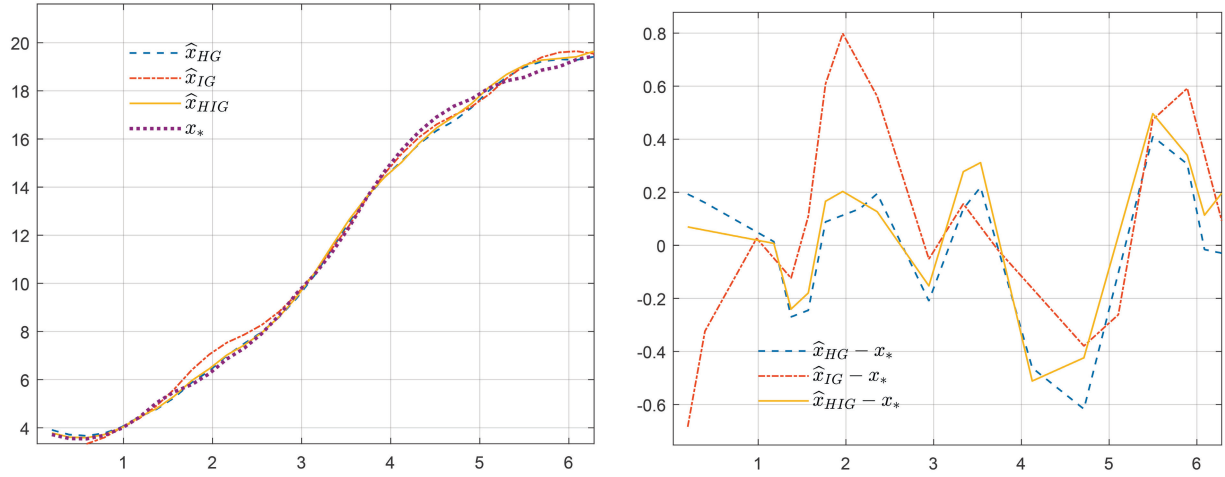 20
18
16
14
12
10
8
6
4
1 2 3 4 5 6
x̂_HG
x̂_IG
x̂_HIG
x_*
0.8
0.6
0.4
0.2
0
-0.2
-0.4
-0.6
1 2 3 4 5 6
x̂_HG − x_*
x̂_IG − x_*
x̂_HIG − x_*